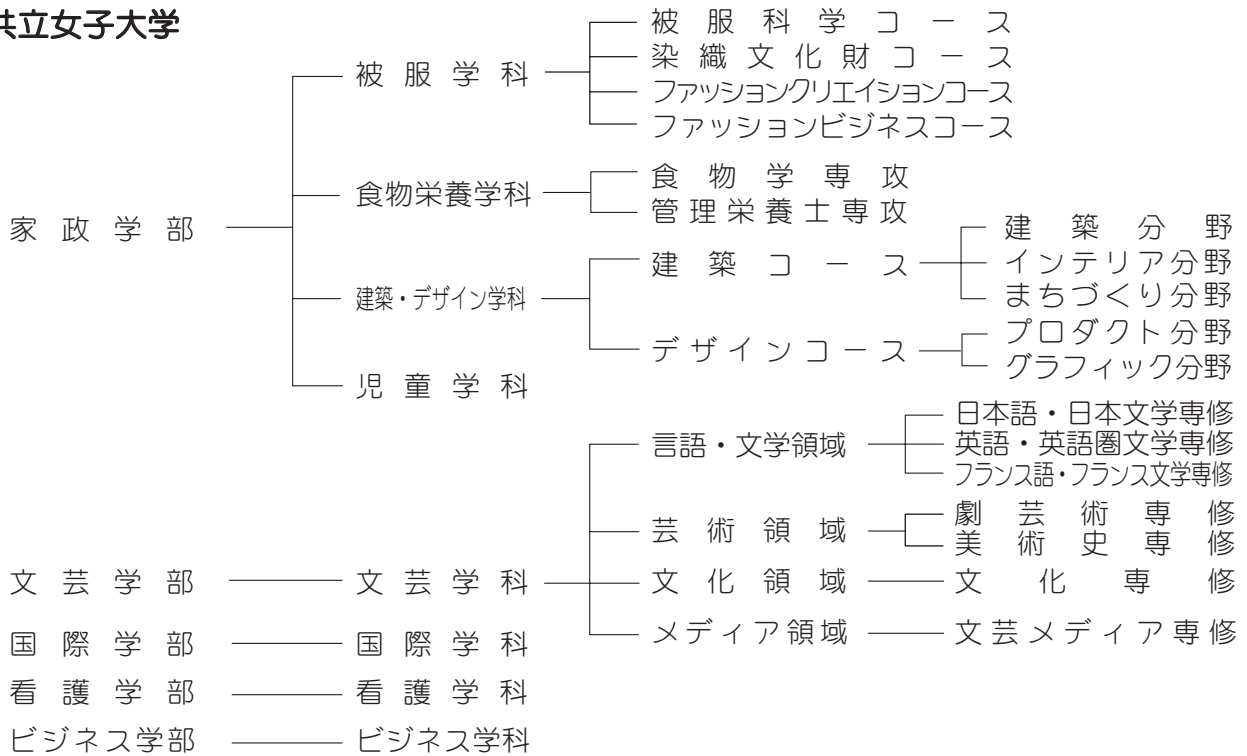 共立女子大学
家政学部
被服学科
被服科学コース
染織文化財コース
ファッションクリエイションコース
ファッションビジネスコース
食物栄養学科
食物学専攻
管理栄養士専攻
建築・デザイン学科
建築コース
建築分野
インテリア分野
まちづくり分野
デザインコース
プロダクト分野
グラフィック分野
児童学科
文芸学部
文芸学科
言語・文学領域
日本語・日本文学専修
英語・英語圏文学専修
フランス語・フランス文学専修
芸術領域
劇芸術専修
美術史専修
文化領域
文化専修
メディア領域
文芸メディア専修
国際学部
国際学科
看護学部
看護学科
ビジネス学部
ビジネス学科